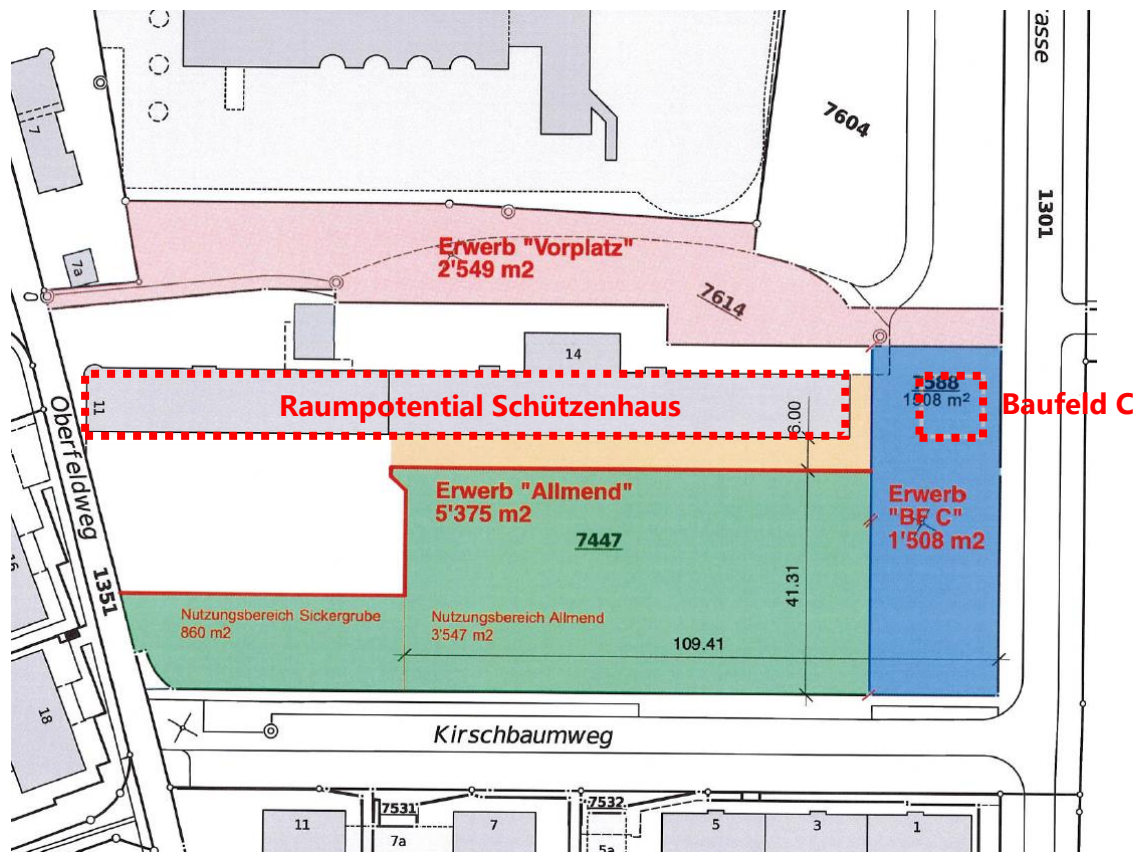 asse
7604
1301
7
7a
Erwerb "Vorplatz"
2'549 m2
7614
14
11
Raumpotential Schützenhaus
6.00
7588
1508 m²
Baufeld C
Oberfeldweg
1351
Erwerb "Allmend"
5'375 m2
7447
Erwerb
"BF C"
1'508 m2
41.31
Nutzungsbereich Sickergrube
860 m2
Nutzungsbereich Allmend
3'547 m2
109.41
16
18
Kirschbaumweg
11
7531
7a
7
7532
5a
5
3
1